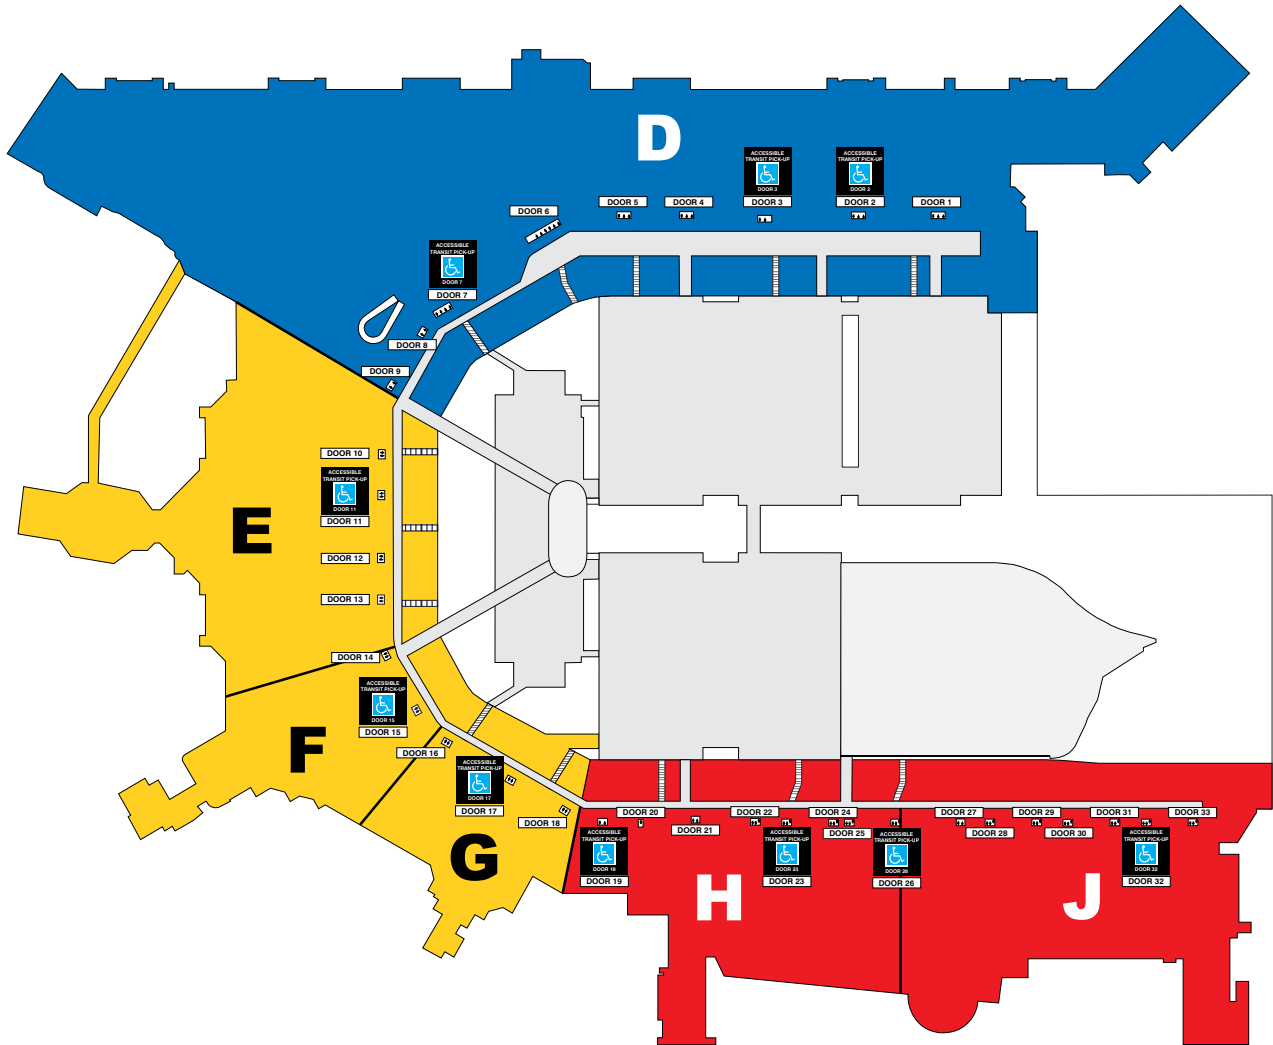 D
ACCESSIBLE
TRANSIT PICK-UP
DOOR 3
DOOR 3
ACCESSIBLE
TRANSIT PICK-UP
DOOR 2
DOOR 2
DOOR 5
DOOR 4
DOOR 1
DOOR 6
ACCESSIBLE
TRANSIT PICK-UP
DOOR 7
DOOR 7
DOOR 8
DOOR 9
DOOR 10
ACCESSIBLE
TRANSIT PICK-UP
DOOR 11
DOOR 11
E
DOOR 12
DOOR 13
DOOR 14
ACCESSIBLE
TRANSIT PICK-UP
DOOR 15
DOOR 15
F
DOOR 16
ACCESSIBLE
TRANSIT PICK-UP
DOOR 17
DOOR 17
DOOR 18
G
DOOR 20
DOOR 22
DOOR 24
DOOR 27
DOOR 29
DOOR 31
DOOR 33
DOOR 21
DOOR 25
DOOR 28
DOOR 30
ACCESSIBLE
TRANSIT PICK-UP
DOOR 19
DOOR 19
ACCESSIBLE
TRANSIT PICK-UP
DOOR 23
DOOR 23
ACCESSIBLE
TRANSIT PICK-UP
DOOR 26
DOOR 26
ACCESSIBLE
TRANSIT PICK-UP
DOOR 32
DOOR 32
H
J